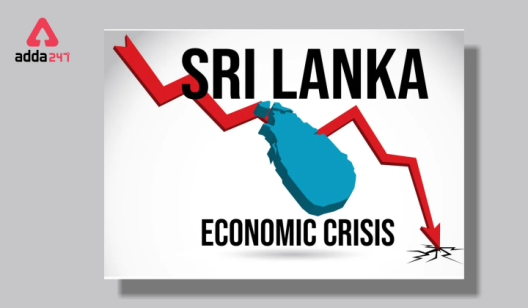 adda247
SRI LANKA
ECONOMIC CRISIS